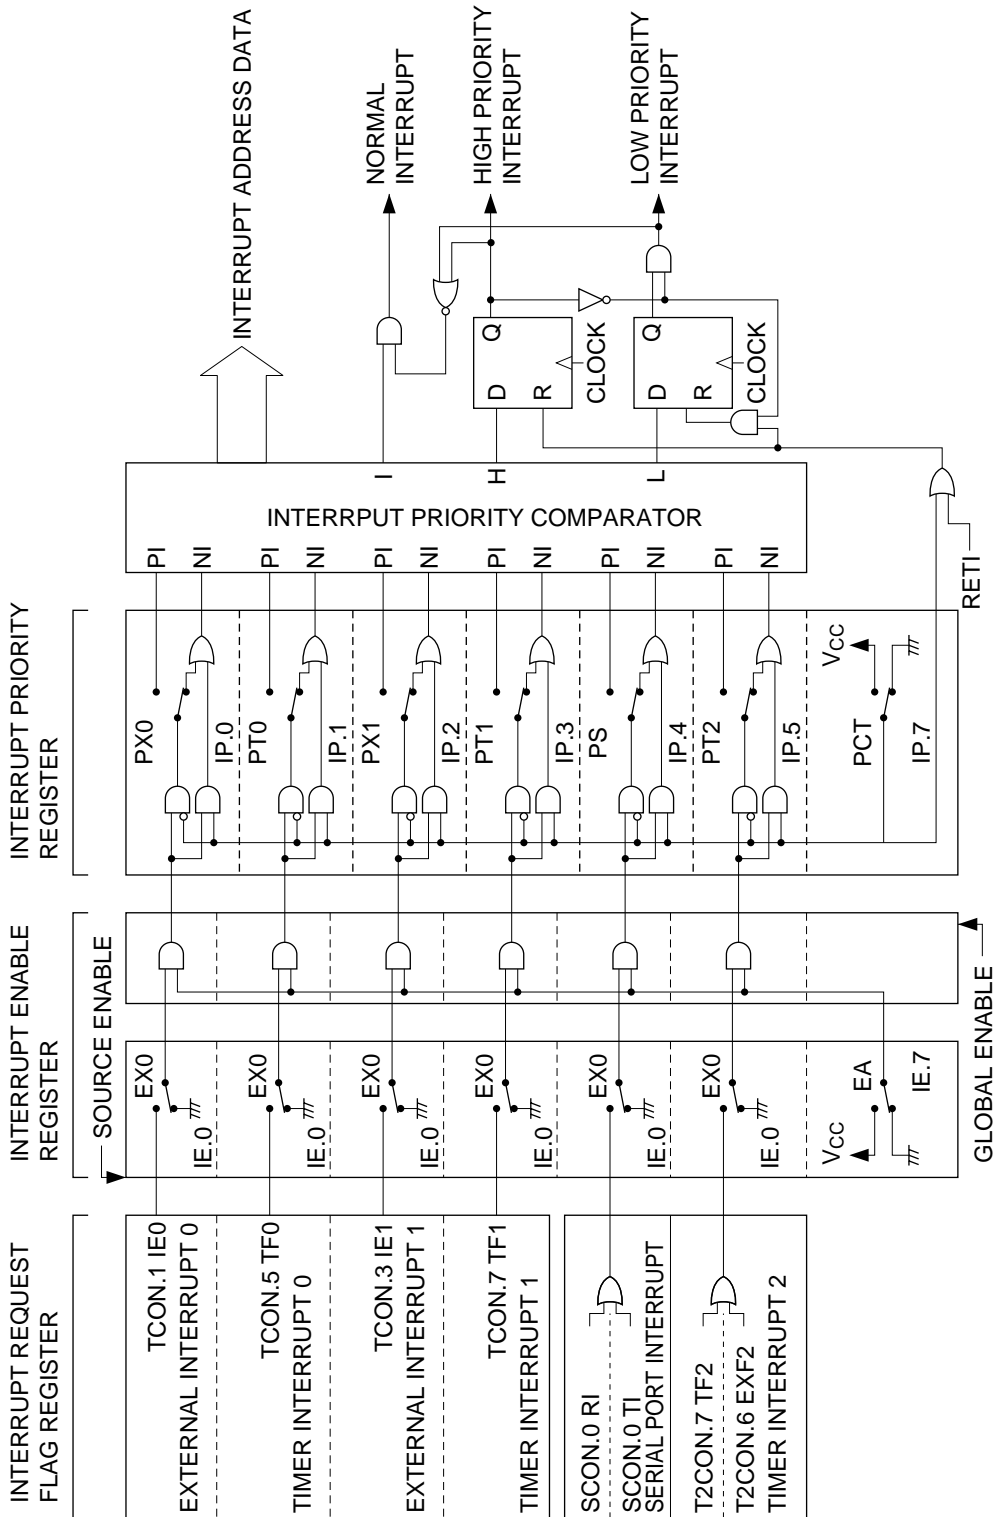 INTERRUPT REQUEST
FLAG REGISTER
INTERRUPT ENABLE
REGISTER
INTERRUPT PRIORITY
REGISTER
SOURCE ENABLE
TCON.1 IE0
EXTERNAL INTERRUPT 0
EX0
IE.0
PX0
IP.0
PI
NI
TCON.5 TF0
TIMER INTERRUPT 0
EX0
IE.0
PT0
IP.1
PI
NI
TCON.3 IE1
EXTERNAL INTERRUPT 1
EX0
IE.0
PX1
IP.2
PI
NI
TCON.7 TF1
TIMER INTERRUPT 1
EX0
IE.0
PT1
IP.3
PI
NI
SCON.0 RI
SCON.0 TI
SERIAL PORT INTERRUPT
EX0
IE.0
PS
IP.4
PI
NI
T2CON.7 TF2
T2CON.6 EXF2
TIMER INTERRUPT 2
EX0
IE.0
PT2
IP.5
PI
NI
VCC
EA
IE.7
PCT
IP.7
VCC
GLOBAL ENABLE
RETI
INTERRPUT PRIORITY COMPARATOR
I
H
L
D
Q
R
CLOCK
D
Q
R
CLOCK
INTERRUPT ADDRESS DATA
NORMAL
INTERRUPT
HIGH PRIORITY
INTERRUPT
LOW PRIORITY
INTERRUPT